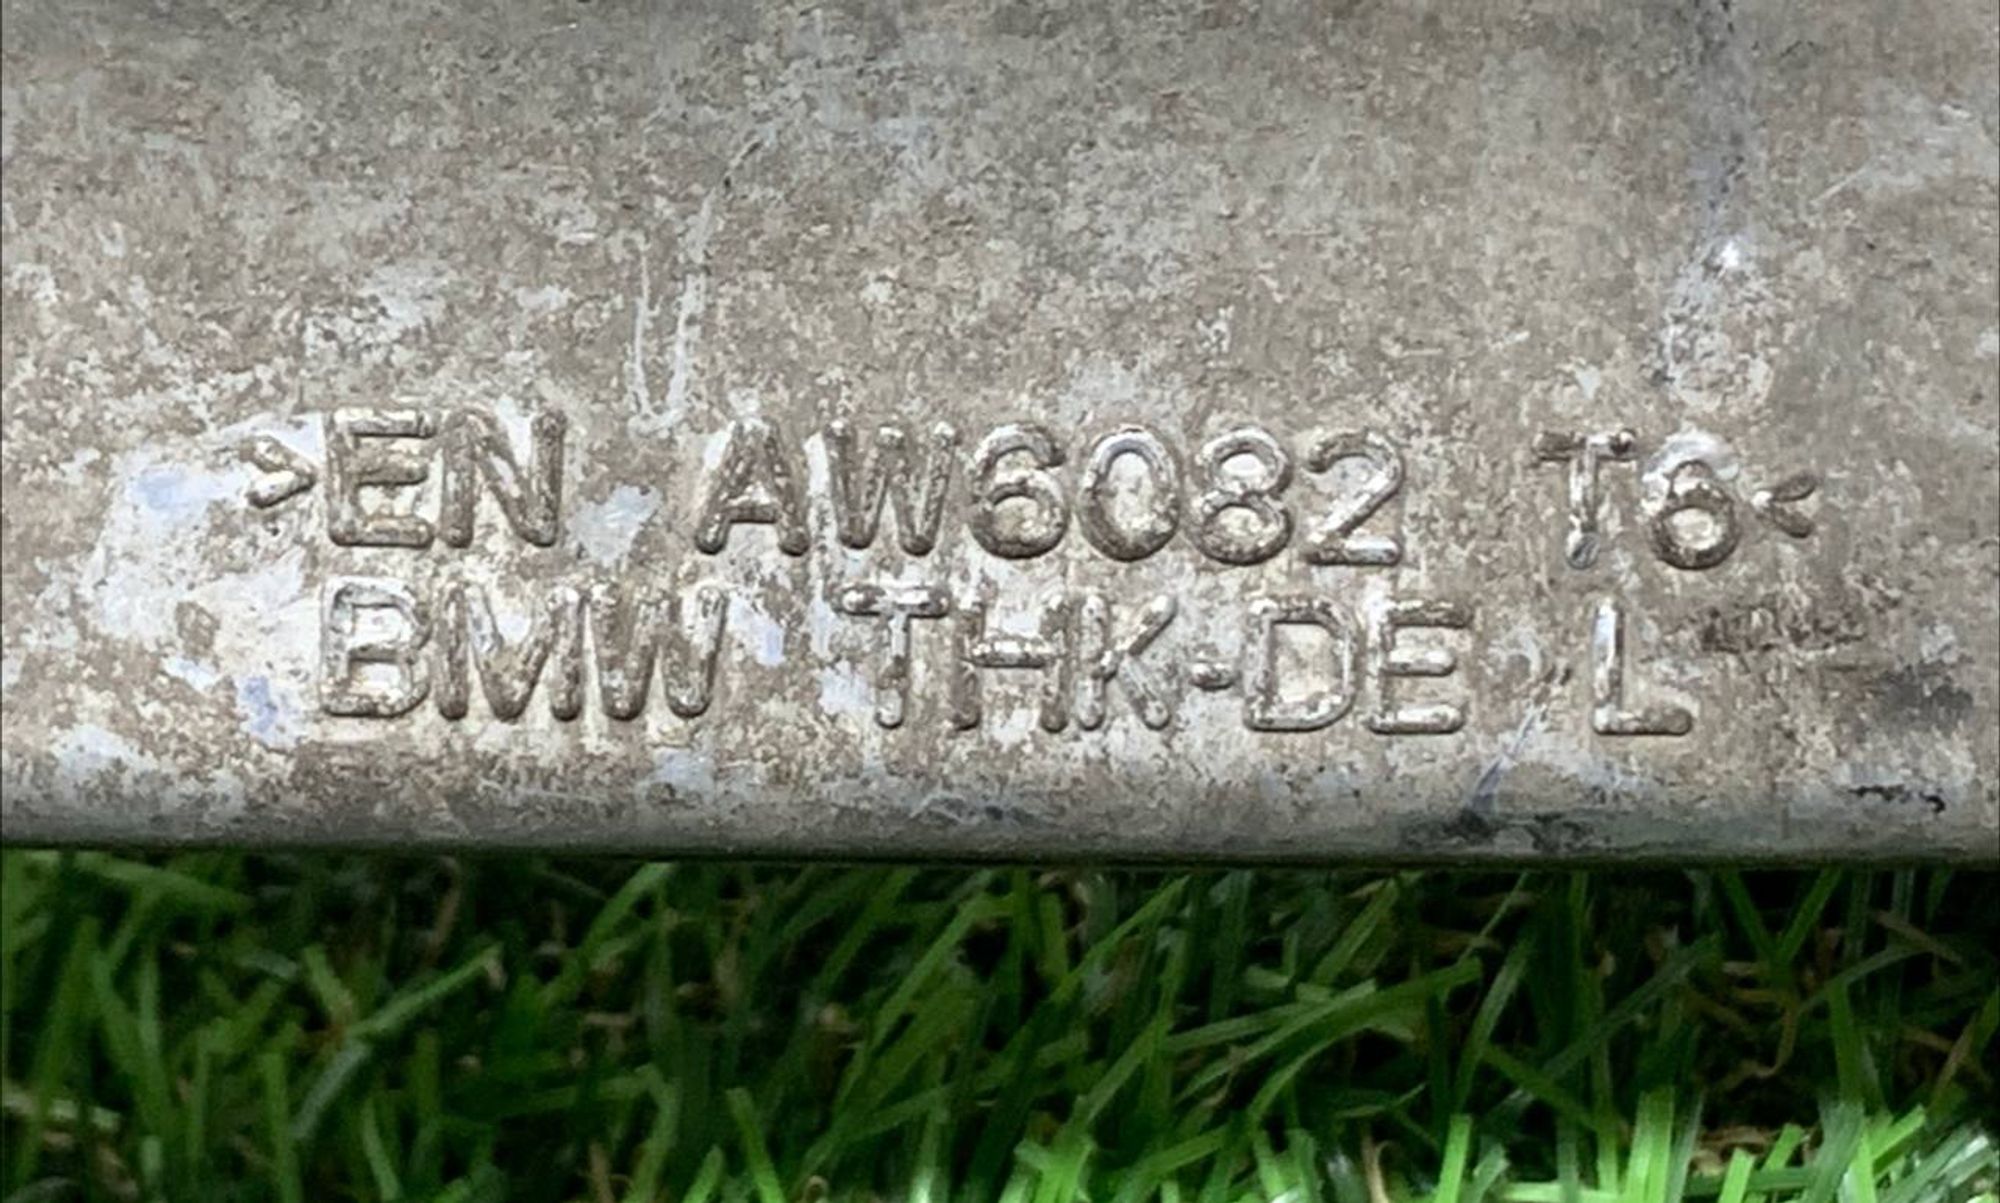 >EN AW6082 T6<
BMW THK-DE L